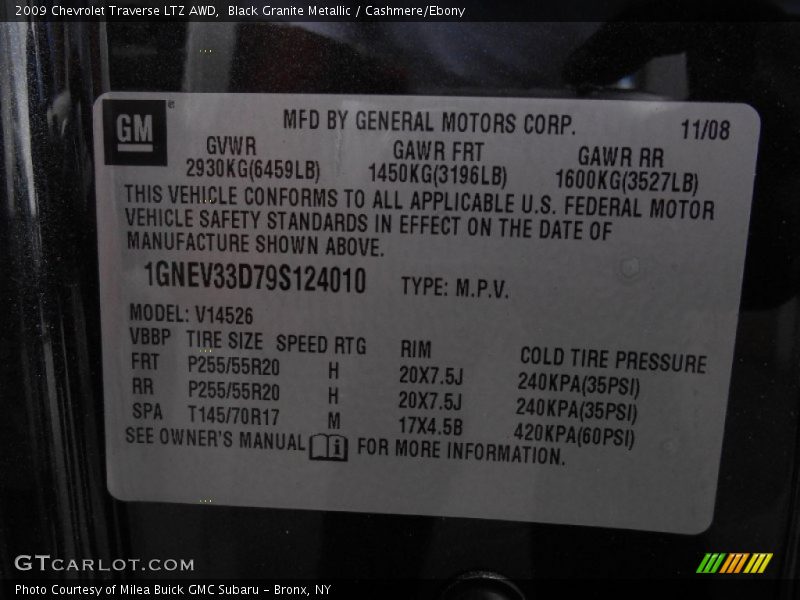 2009 Chevrolet Traverse LTZ AWD,  Black Granite Metallic / Cashmere/Ebony
GM
®
MFD BY GENERAL MOTORS CORP.
11/08
GVWR GAWR FRT GAWR RR
2930KG(6459LB) 1450KG(3196LB) 1600KG(3527LB)
THIS VEHICLE CONFORMS TO ALL APPLICABLE U.S. FEDERAL MOTOR
VEHICLE SAFETY STANDARDS IN EFFECT ON THE DATE OF
MANUFACTURE SHOWN ABOVE.
1GNEV33D79S124010 TYPE: M.P.V.
MODEL: V14526
VBBP TIRE SIZE SPEED RTG RIM COLD TIRE PRESSURE
FRT P255/55R20 H 20X7.5J 240KPA(35PSI)
RR P255/55R20 H 20X7.5J 240KPA(35PSI)
SPA T145/70R17 M 17X4.5B 420KPA(60PSI)
SEE OWNER'S MANUAL i FOR MORE INFORMATION.
GTCARLOT.COM
Photo Courtesy of Milea Buick GMC Subaru - Bronx, NY